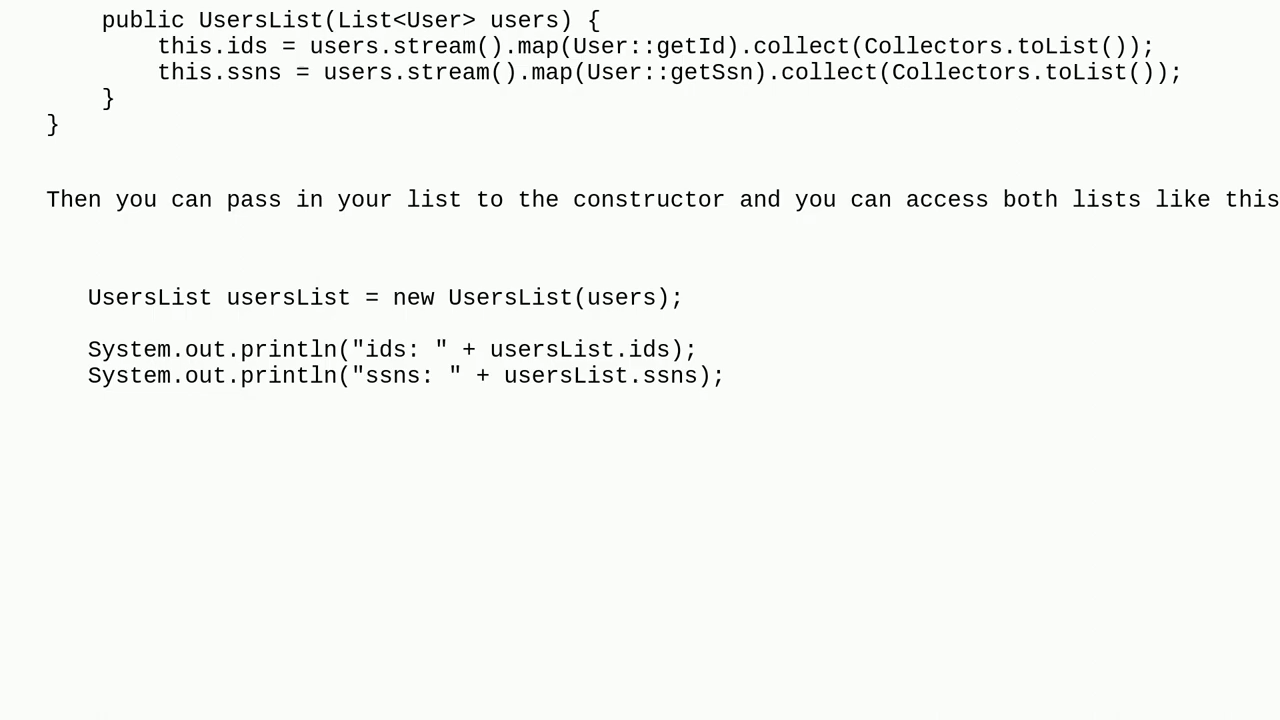 public UsersList(List<User> users) {
this.ids = users.stream().map(User::getId).collect(Collectors.toList());
this.ssns = users.stream().map(User::getSsn).collect(Collectors.toList());
}
}
Then you can pass in your list to the constructor and you can access both lists like this
UsersList usersList = new UsersList(users);
System.out.println("ids: " + usersList.ids);
System.out.println("ssns: " + usersList.ssns);